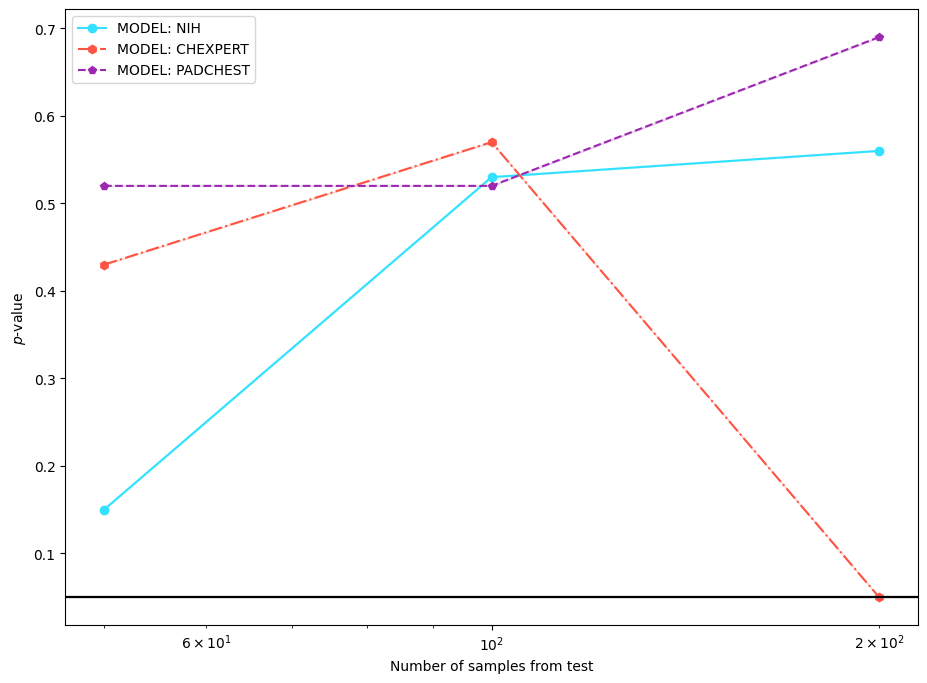 MODEL: NIH
MODEL: CHEXPERT
MODEL: PADCHEST
0.7
0.6
0.5
0.4
0.3
0.2
0.1
p-value
6 × 10¹
10²
2 × 10²
Number of samples from test